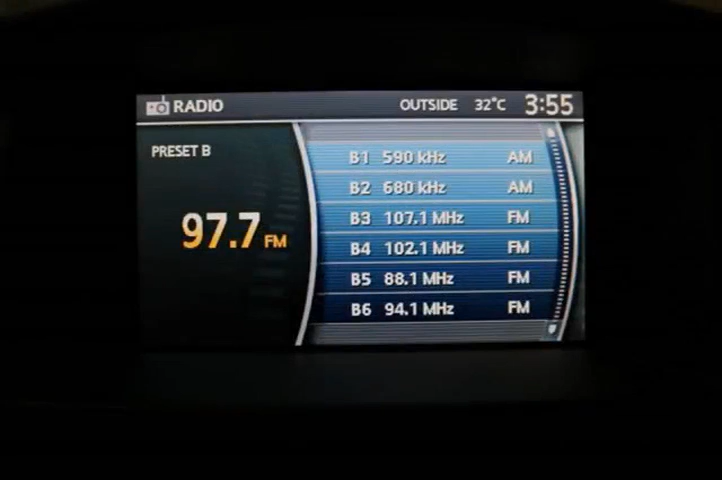 RADIO OUTSIDE 32°C 3:55
PRESET B
97.7 FM
B1 590 kHz AM
B2 680 kHz AM
B3 107.1 MHz FM
B4 102.1 MHz FM
B5 88.1 MHz FM
B6 94.1 MHz FM